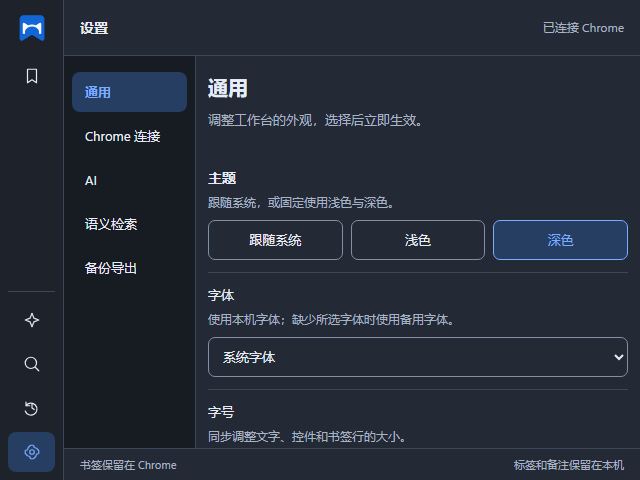 设置
已连接 Chrome
通用
Chrome 连接
AI
语义检索
备份导出
通用
调整工作台的外观，选择后立即生效。
主题
跟随系统，或固定使用浅色与深色。
跟随系统
浅色
深色
字体
使用本机字体；缺少所选字体时使用备用字体。
系统字体
字号
同步调整文字、控件和书签行的大小。
书签保留在 Chrome
标签和备注保留在本机